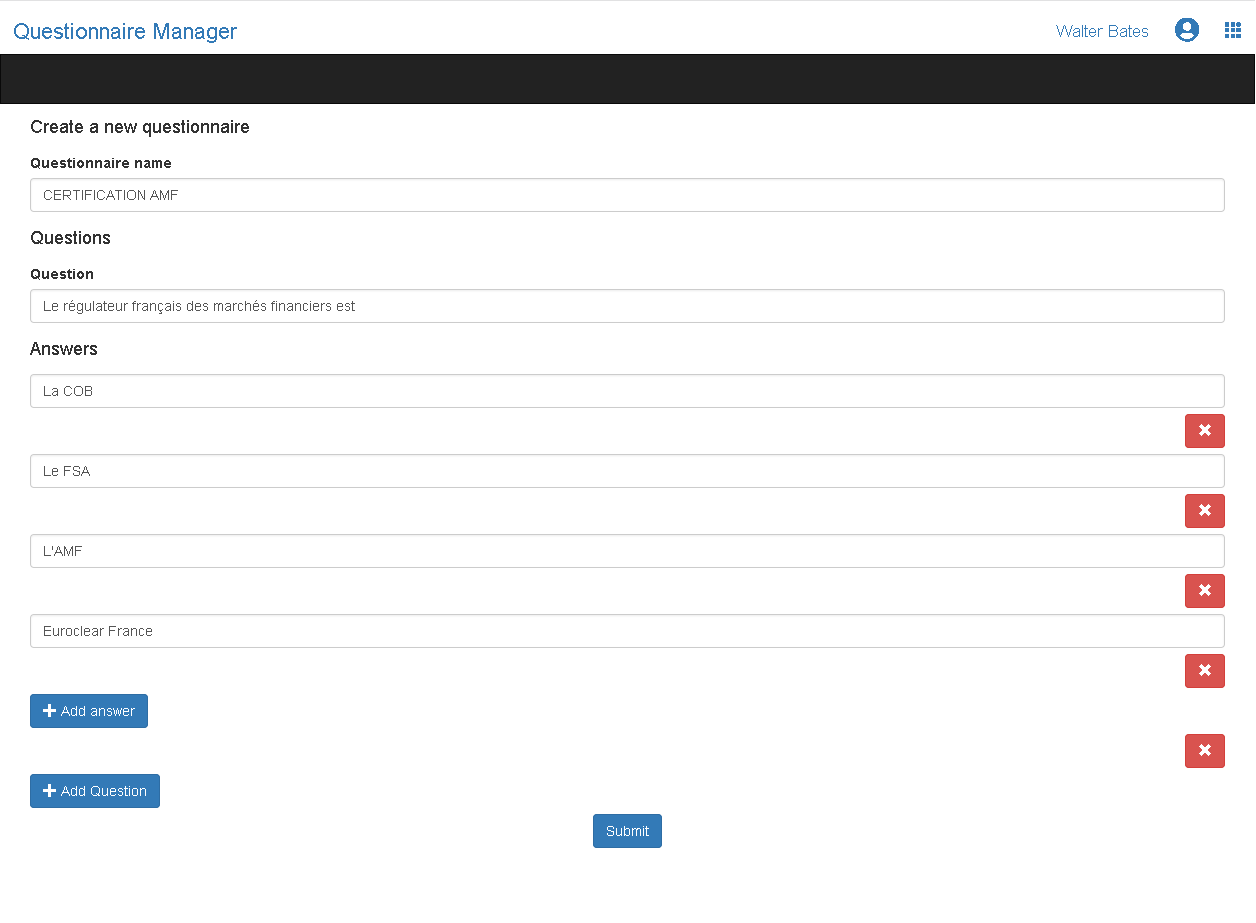 Questionnaire Manager
Walter Bates
Create a new questionnaire
Questionnaire name
CERTIFICATION AMF
Questions
Question
Le régulateur français des marchés financiers est
Answers
La COB
Le FSA
L'AMF
Euroclear France
Add answer
Add Question
Submit